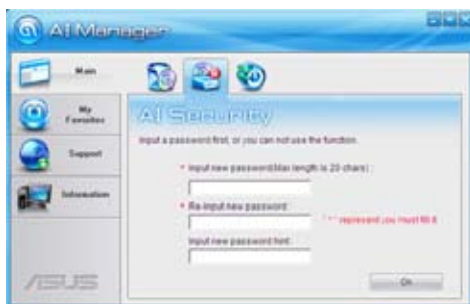 AI Manager
Main
My Favorites
Support
Information
AI Security
Input a password first, or you can not use the function.
* Input new password(Max length is 20 chars) :
* Re-input new password:
" * " represent you must fill it
Input new password hint:
Ok
ASUS